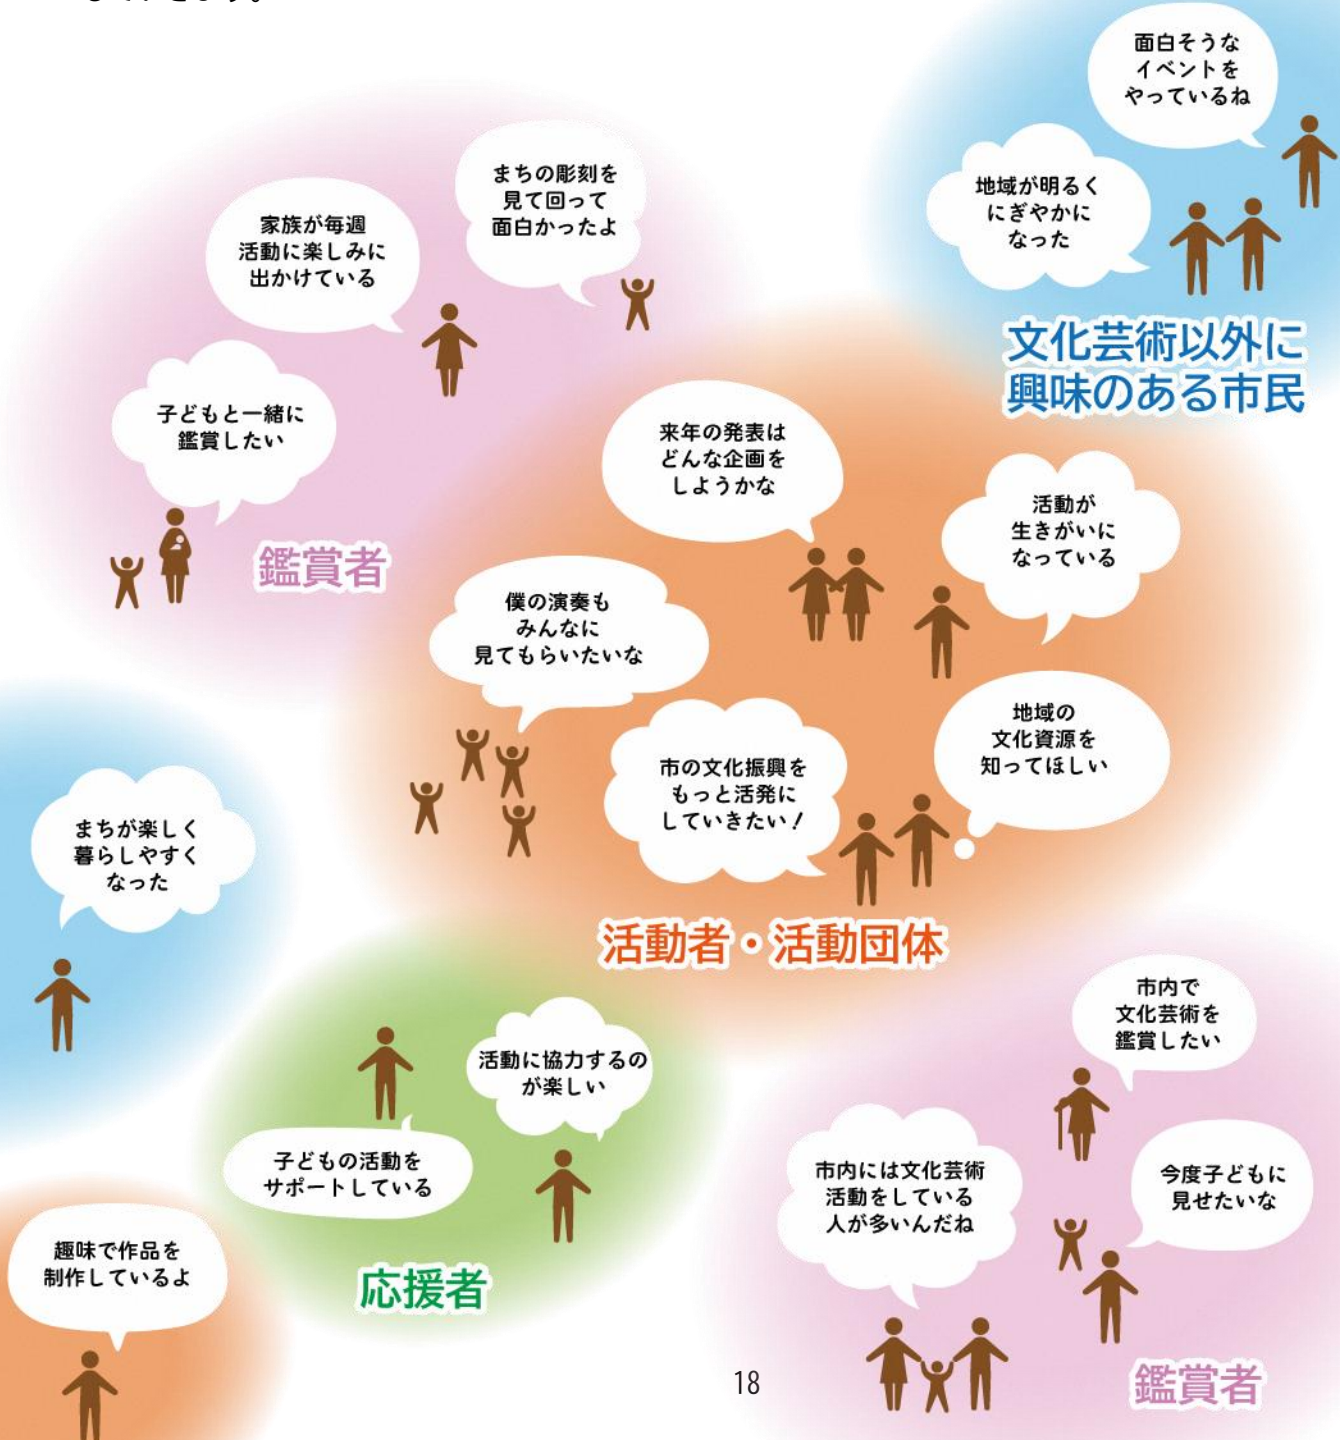 面白そうな
イベントを
やっているね
地域が明るく
にぎやかに
なった
文化芸術以外に
興味のある市民
まちの彫刻を
見て回って
面白かったよ
家族が毎週
活動に楽しみに
出かけている
子どもと一緒に
鑑賞したい
鑑賞者
来年の発表は
どんな企画を
しようかな
活動が
生きがいに
なっている
僕の演奏も
みんなに
見てもらいたいな
地域の
文化資源を
知ってほしい
市の文化振興を
もっと活発に
していきたい！
活動者・活動団体
まちが楽しく
暮らしやすく
なった
活動に協力するの
が楽しい
子どもの活動を
サポートしている
応援者
趣味で作品を
制作しているよ
市内で
文化芸術を
鑑賞したい
市内には文化芸術
活動をしている
人が多いんだね
今度子どもに
見せたいな
鑑賞者
18